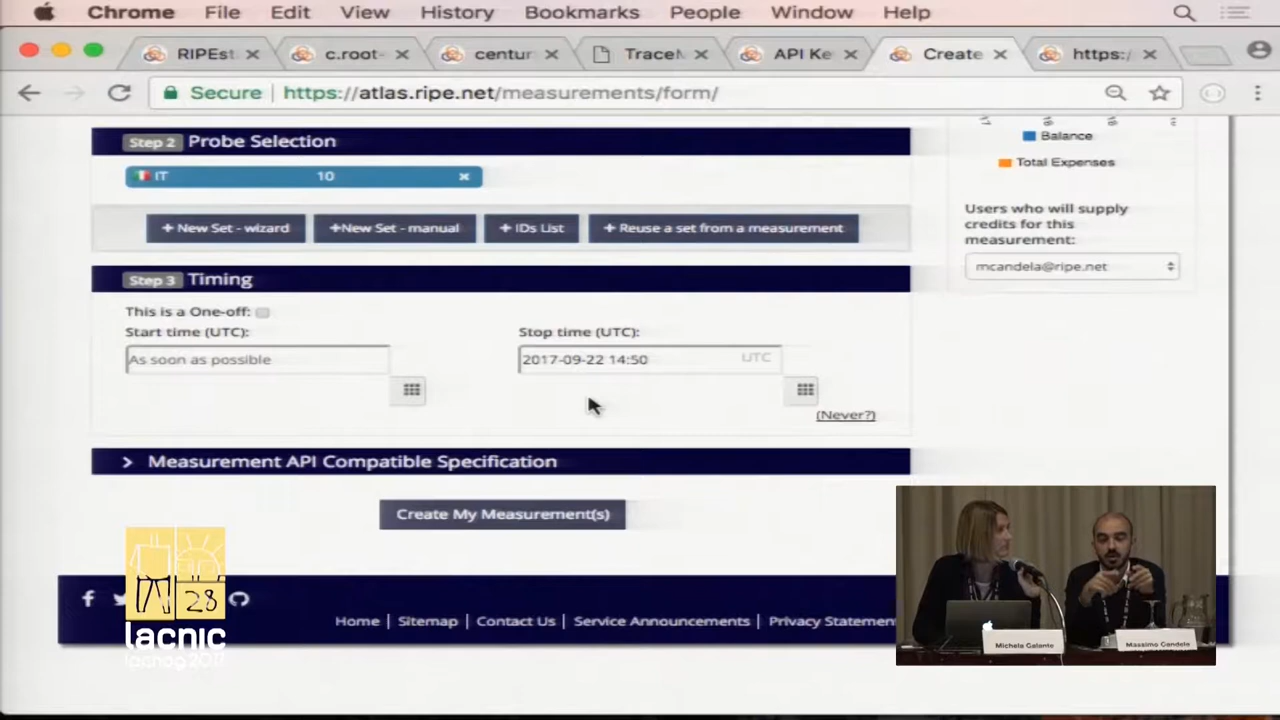 Chrome File Edit View History Bookmarks People Window Help
RIPEst c.root- centur TraceM API Ke Create https:/
Secure https://atlas.ripe.net/measurements/form/
Step 2 Probe Selection
IT 10
+ New Set - wizard +New Set - manual + IDs List + Reuse a set from a measurement
Step 3 Timing
This is a One-off:
Start time (UTC): Stop time (UTC):
As soon as possible 2017-09-22 14:50 UTC
(Never?)
Measurement API Compatible Specification
Create My Measurement(s)
Balance
Total Expenses
Users who will supply
credits for this
measurement:
mcandela@ripe.net
Home | Sitemap | Contact Us | Service Announcements | Privacy Statemen
28
lacnic
lacnog2017
Michela Galante Massimo Candela